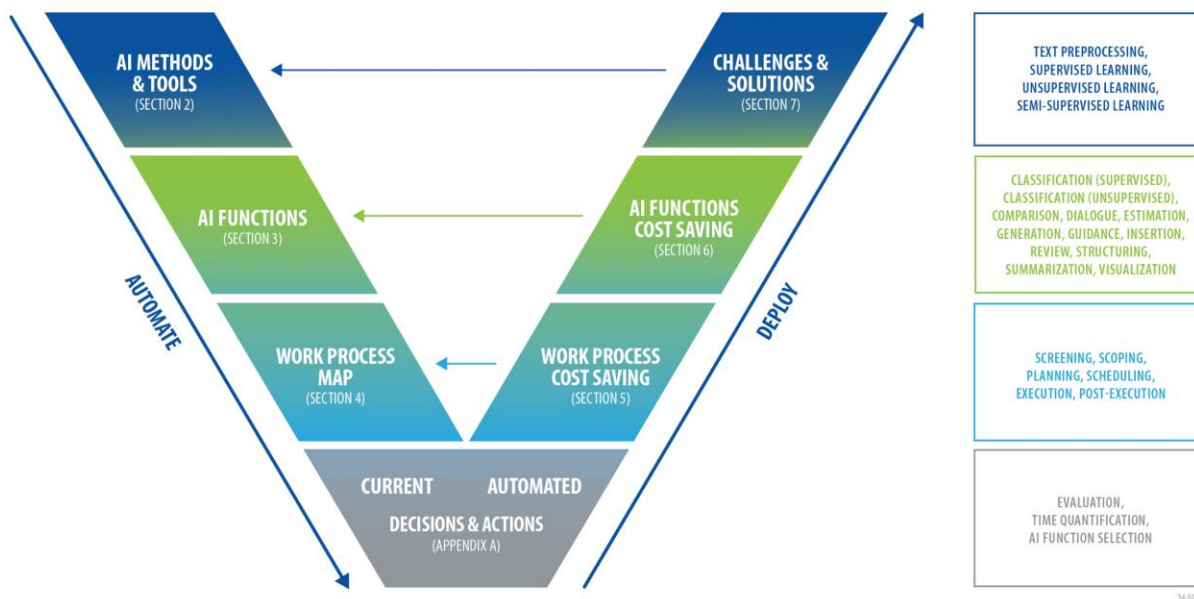 AI METHODS
& TOOLS
(SECTION 2)
CHALLENGES &
SOLUTIONS
(SECTION 7)
TEXT PREPROCESSING,
SUPERVISED LEARNING,
UNSUPERVISED LEARNING,
SEMI-SUPERVISED LEARNING
AI FUNCTIONS
(SECTION 3)
AI FUNCTIONS
COST SAVING
(SECTION 6)
CLASSIFICATION (SUPERVISED),
CLASSIFICATION (UNSUPERVISED),
COMPARISON, DIALOGUE, ESTIMATION,
GENERATION, GUIDANCE, INSERTION,
REVIEW, STRUCTURING,
SUMMARIZATION, VISUALIZATION
AUTOMATE
DEPLOY
WORK PROCESS
MAP
(SECTION 4)
WORK PROCESS
COST SAVING
(SECTION 5)
SCREENING, SCOPING,
PLANNING, SCHEDULING,
EXECUTION, POST-EXECUTION
CURRENT
AUTOMATED
DECISIONS & ACTIONS
(APPENDIX A)
EVALUATION,
TIME QUANTIFICATION,
AI FUNCTION SELECTION